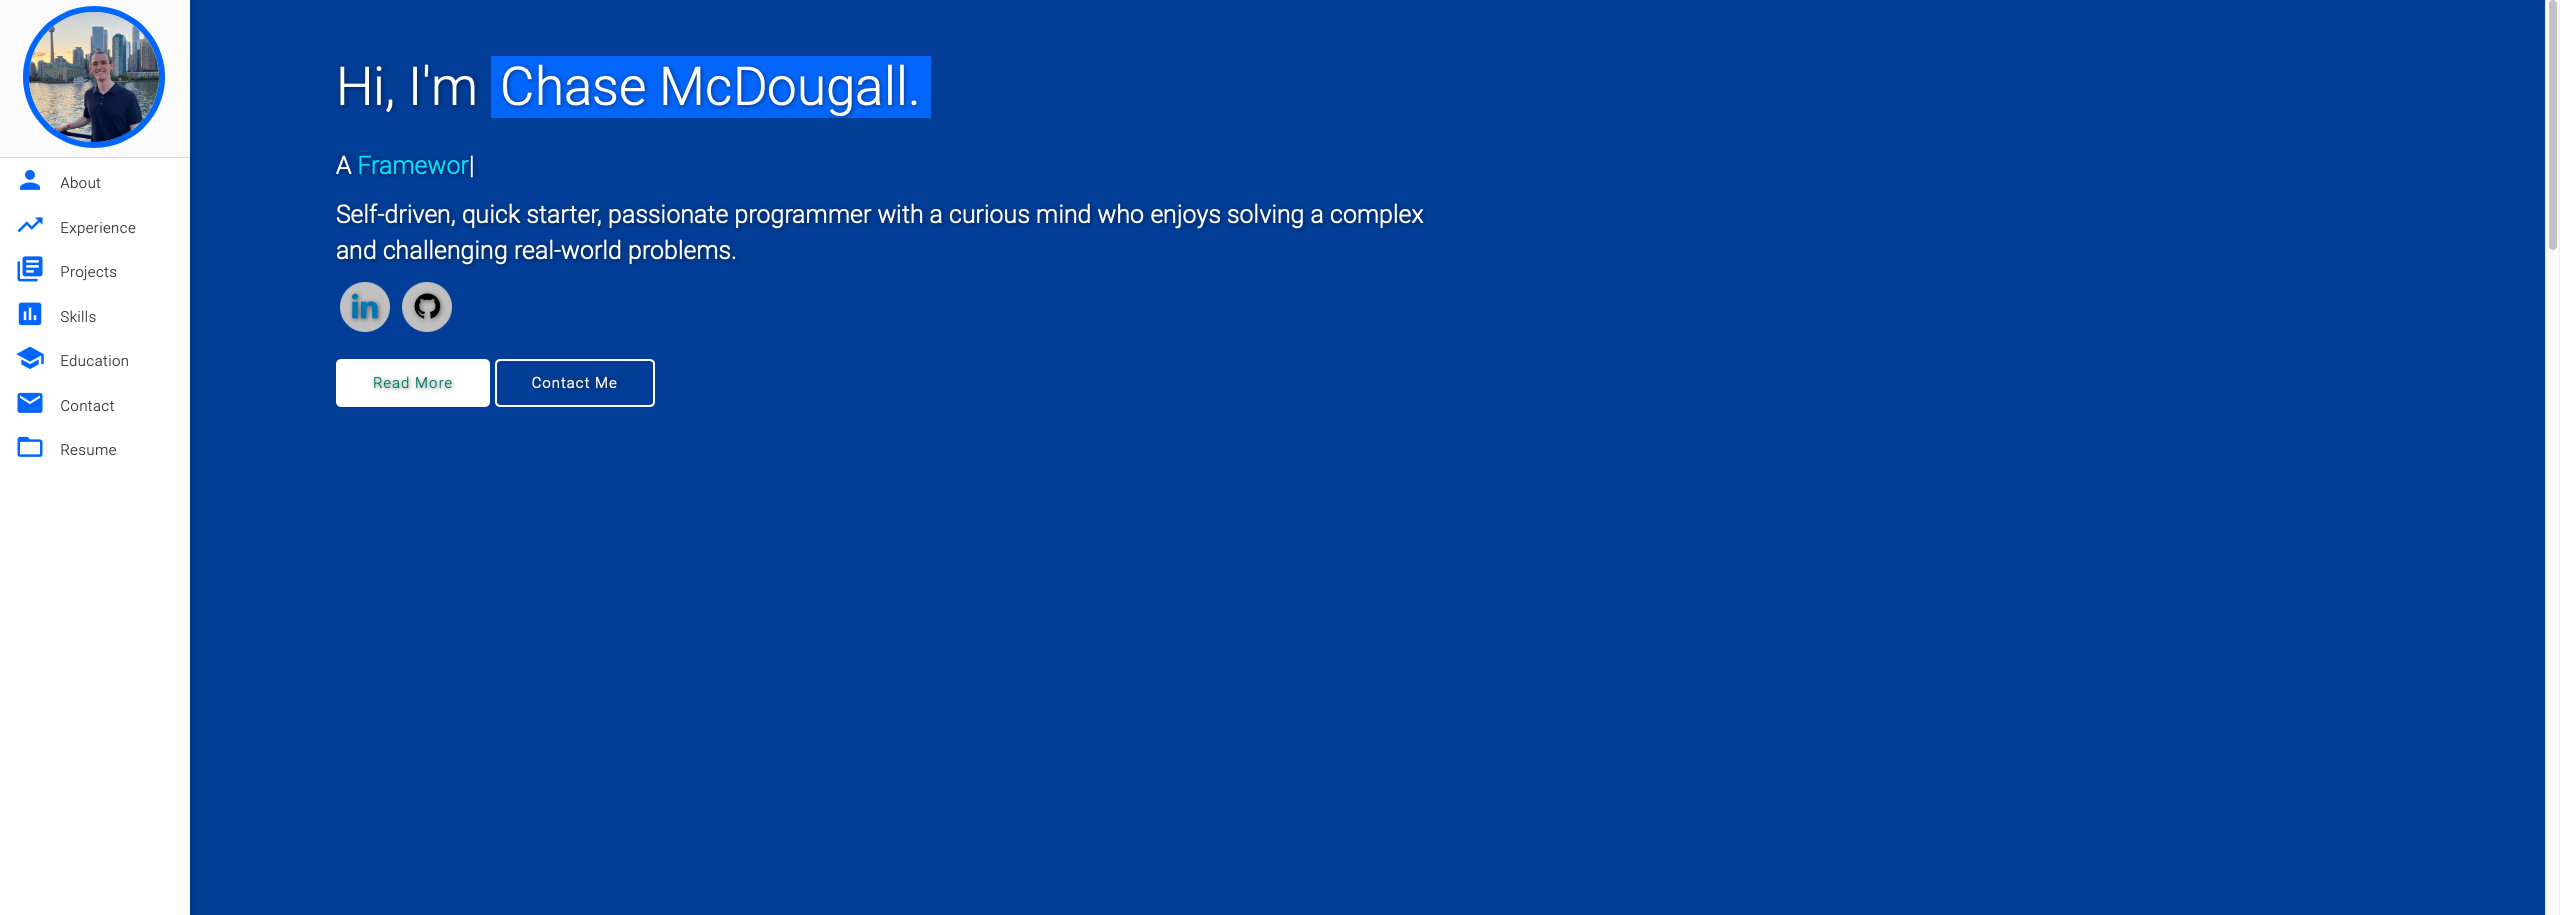 Hi, I'm Chase McDougall.
A Framewor|
Self-driven, quick starter, passionate programmer with a curious mind who enjoys solving a complex
and challenging real-world problems.
in
Read More
Contact Me
About
Experience
Projects
Skills
Education
Contact
Resume